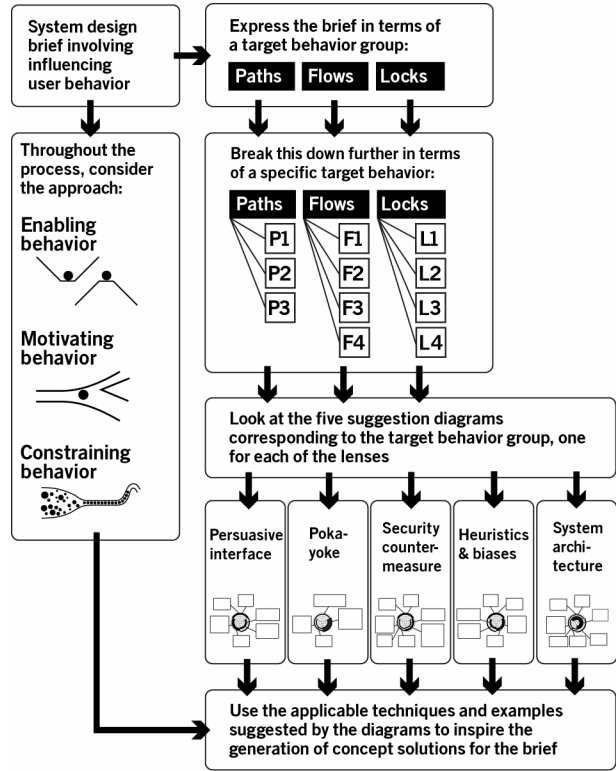 System design
brief involving
influencing
user behavior
Express the brief in terms of
a target behavior group:
Paths Flows Locks
Throughout the
process, consider
the approach:
Enabling
behavior
Motivating
behavior
Constraining
behavior
Break this down further in terms
of a specific target behavior:
Paths Flows Locks
P1 F1 L1
P2 F2 L2
P3 F3 L3
F4 L4
Look at the five suggestion diagrams
corresponding to the target behavior group, one
for each of the lenses
Persuasive
interface
Poka-
yoke
Security
counter-
measure
Heuristics
& biases
System
archi-
tecture
Use the applicable techniques and examples
suggested by the diagrams to inspire the
generation of concept solutions for the brief